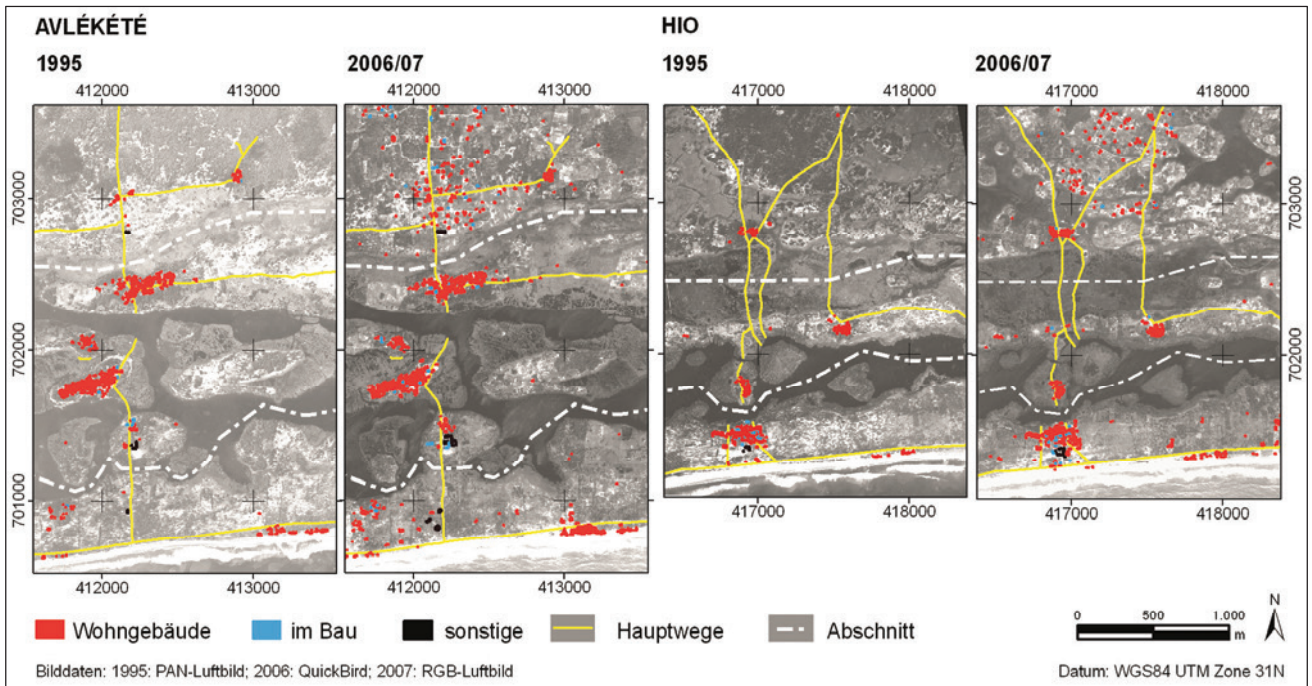 AVLÉKÉTÉ
HIO
1995
2006/07
1995
2006/07
412000 413000 412000 413000 417000 418000 417000 418000
703000
702000
701000
703000
702000
412000 413000 412000 413000
417000 418000 417000 418000
Wohngebäude im Bau sonstige Hauptwege Abschnitt
0 500 1.000
m
N
Bilddaten: 1995: PAN-Luftbild; 2006: QuickBird; 2007: RGB-Luftbild
Datum: WGS84 UTM Zone 31N